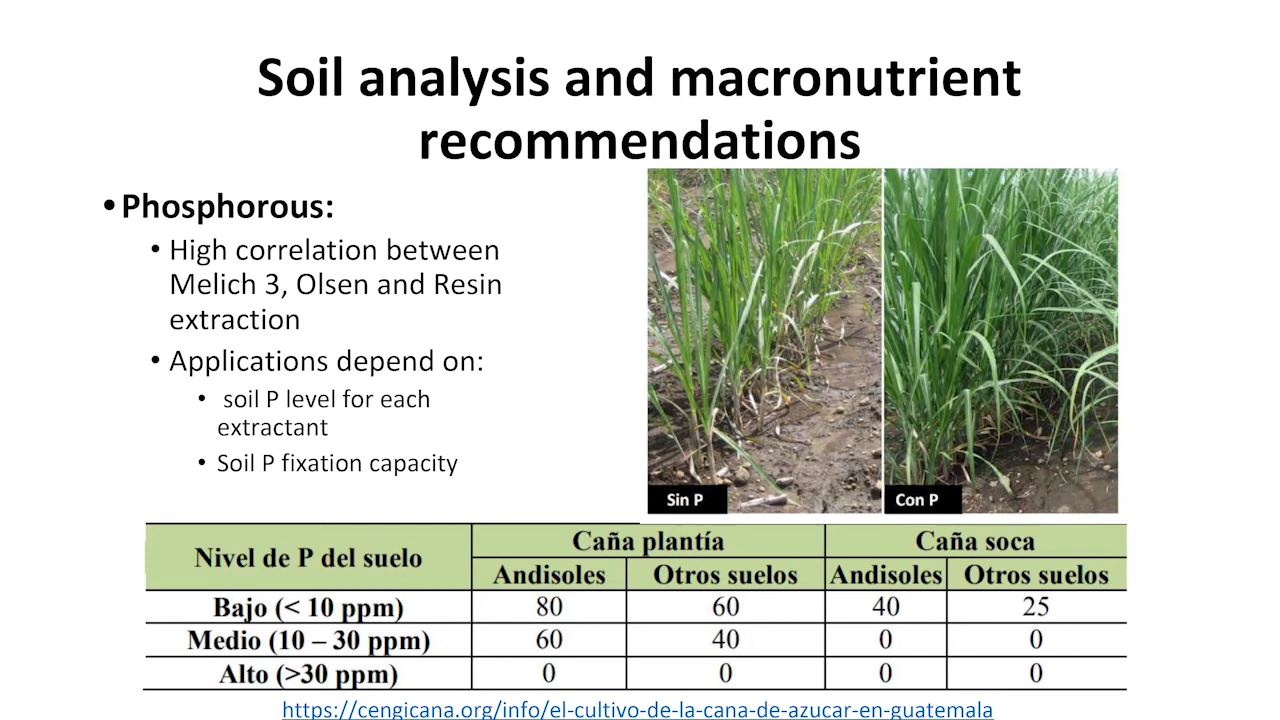 Soil analysis and macronutrient
recommendations
•Phosphorous:
• High correlation between
Melich 3, Olsen and Resin
extraction
• Applications depend on:
• soil P level for each
extractant
• Soil P fixation capacity
Sin P
Con P
Nivel de P del suelo
Caña plantía
Caña soca
Andisoles Otros suelos Andisoles Otros suelos
Bajo (< 10 ppm) 80 60 40 25
Medio (10 – 30 ppm) 60 40 0 0
Alto (>30 ppm) 0 0 0 0
https://cengicana.org/info/el-cultivo-de-la-cana-de-azucar-en-guatemala